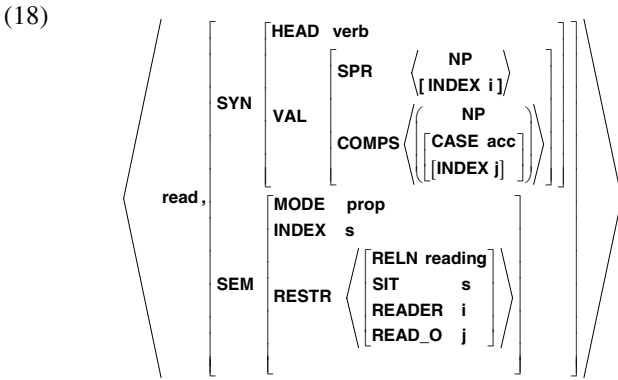 (18)
HEAD verb
SPR ⟨ NP
[ INDEX i ] ⟩
SYN
VAL
NP
COMPS ⟨ ( CASE acc
[INDEX j] ) ⟩
read ,
MODE prop
INDEX s
RELN reading
SEM
SIT s
RESTR
READER i
READ_O j